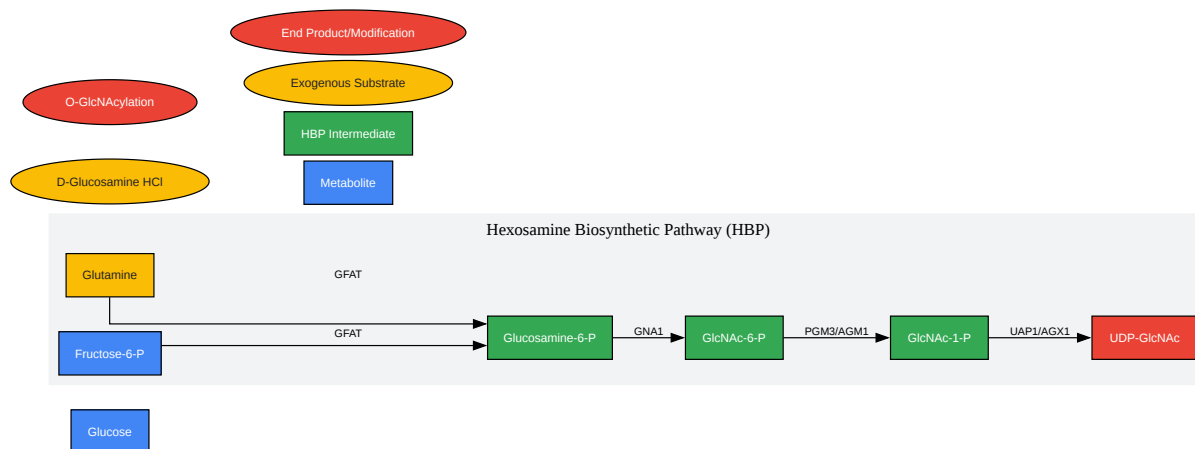 End Product/Modification
Exogenous Substrate
O-GlcNAcylation
HBP Intermediate
D-Glucosamine HCl
Metabolite
Hexosamine Biosynthetic Pathway (HBP)
Glutamine
GFAT
GFAT
Fructose-6-P
Glucosamine-6-P
GNA1
GlcNAc-6-P
PGM3/AGM1
GlcNAc-1-P
UAP1/AGX1
UDP-GlcNAc
Glucose